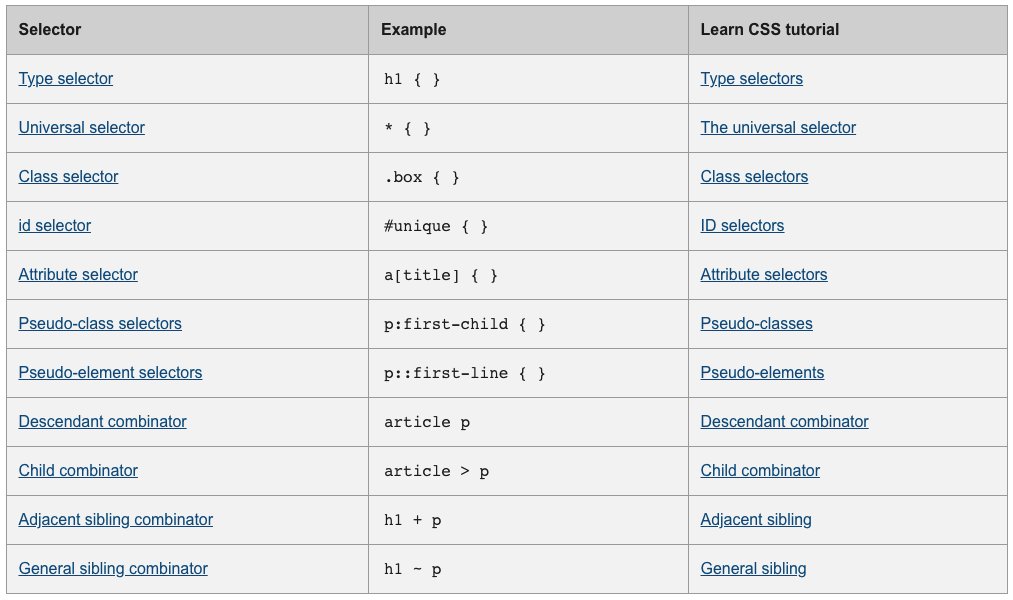 Selector Example Learn CSS tutorial
Type selector h1 { } Type selectors
Universal selector * { } The universal selector
Class selector .box { } Class selectors
id selector #unique { } ID selectors
Attribute selector a[title] { } Attribute selectors
Pseudo-class selectors p:first-child { } Pseudo-classes
Pseudo-element selectors p::first-line { } Pseudo-elements
Descendant combinator article p Descendant combinator
Child combinator article > p Child combinator
Adjacent sibling combinator h1 + p Adjacent sibling
General sibling combinator h1 ~ p General sibling